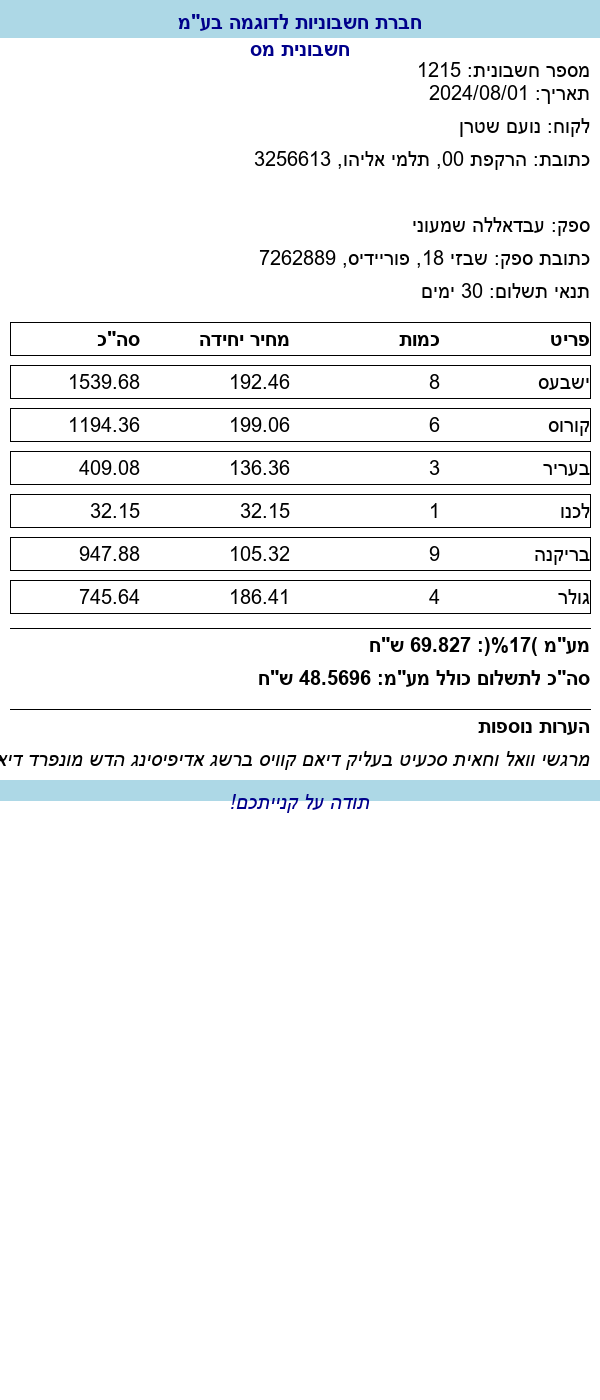 חברת חשבוניות לדוגמה בע"מ
חשבונית מס
מספר חשבונית: 1215
תאריך: 2024/08/01
לקוח: נועם שטרן
כתובת: הרקפת 00, תלמי אליהו, 3256613
ספק: עבדאללה שמעוני
כתובת ספק: שבזי 18, פוריידיס, 7262889
תנאי תשלום: 30 ימים
פריט כמות מחיר יחידה סה"כ
ישבעס 8 192.46 1539.68
קורוס 6 199.06 1194.36
בעריר 3 136.36 409.08
לכנו 1 32.15 32.15
בריקנה 9 105.32 947.88
גולר 4 186.41 745.64
מע"מ )17%(: 69.827 ש"ח
סה"כ לתשלום כולל מע"מ: 48.5696 ש"ח
הערות נוספות
מרגשי וואל וחאית סכעיט בעליק דיאם קוויס ברשג אדיפיסינג הדש מונפרד דיא
תודה על קנייתכם!